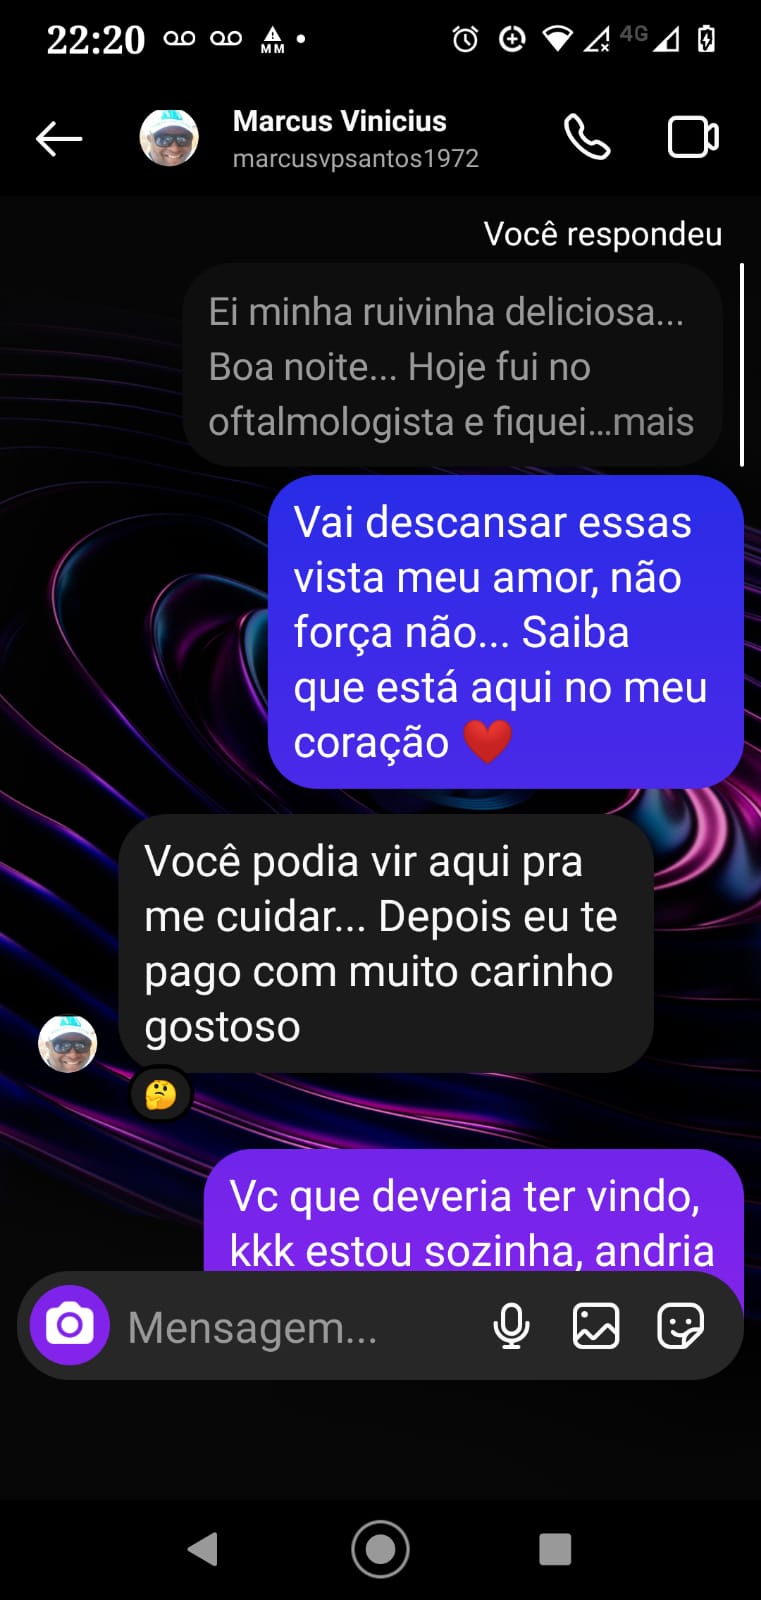 22:20
MM
4G
Marcus Vinicius
marcusvpsantos1972
Você respondeu
Ei minha ruivinha deliciosa...
Boa noite... Hoje fui no
oftalmologista e fiquei...mais
Vai descansar essas
vista meu amor, não
força não... Saiba
que está aqui no meu
coração ❤️
Você podia vir aqui pra
me cuidar... Depois eu te
pago com muito carinho
gostoso
🤔
Vc que deveria ter vindo,
kkk estou sozinha, andria
Mensagem...